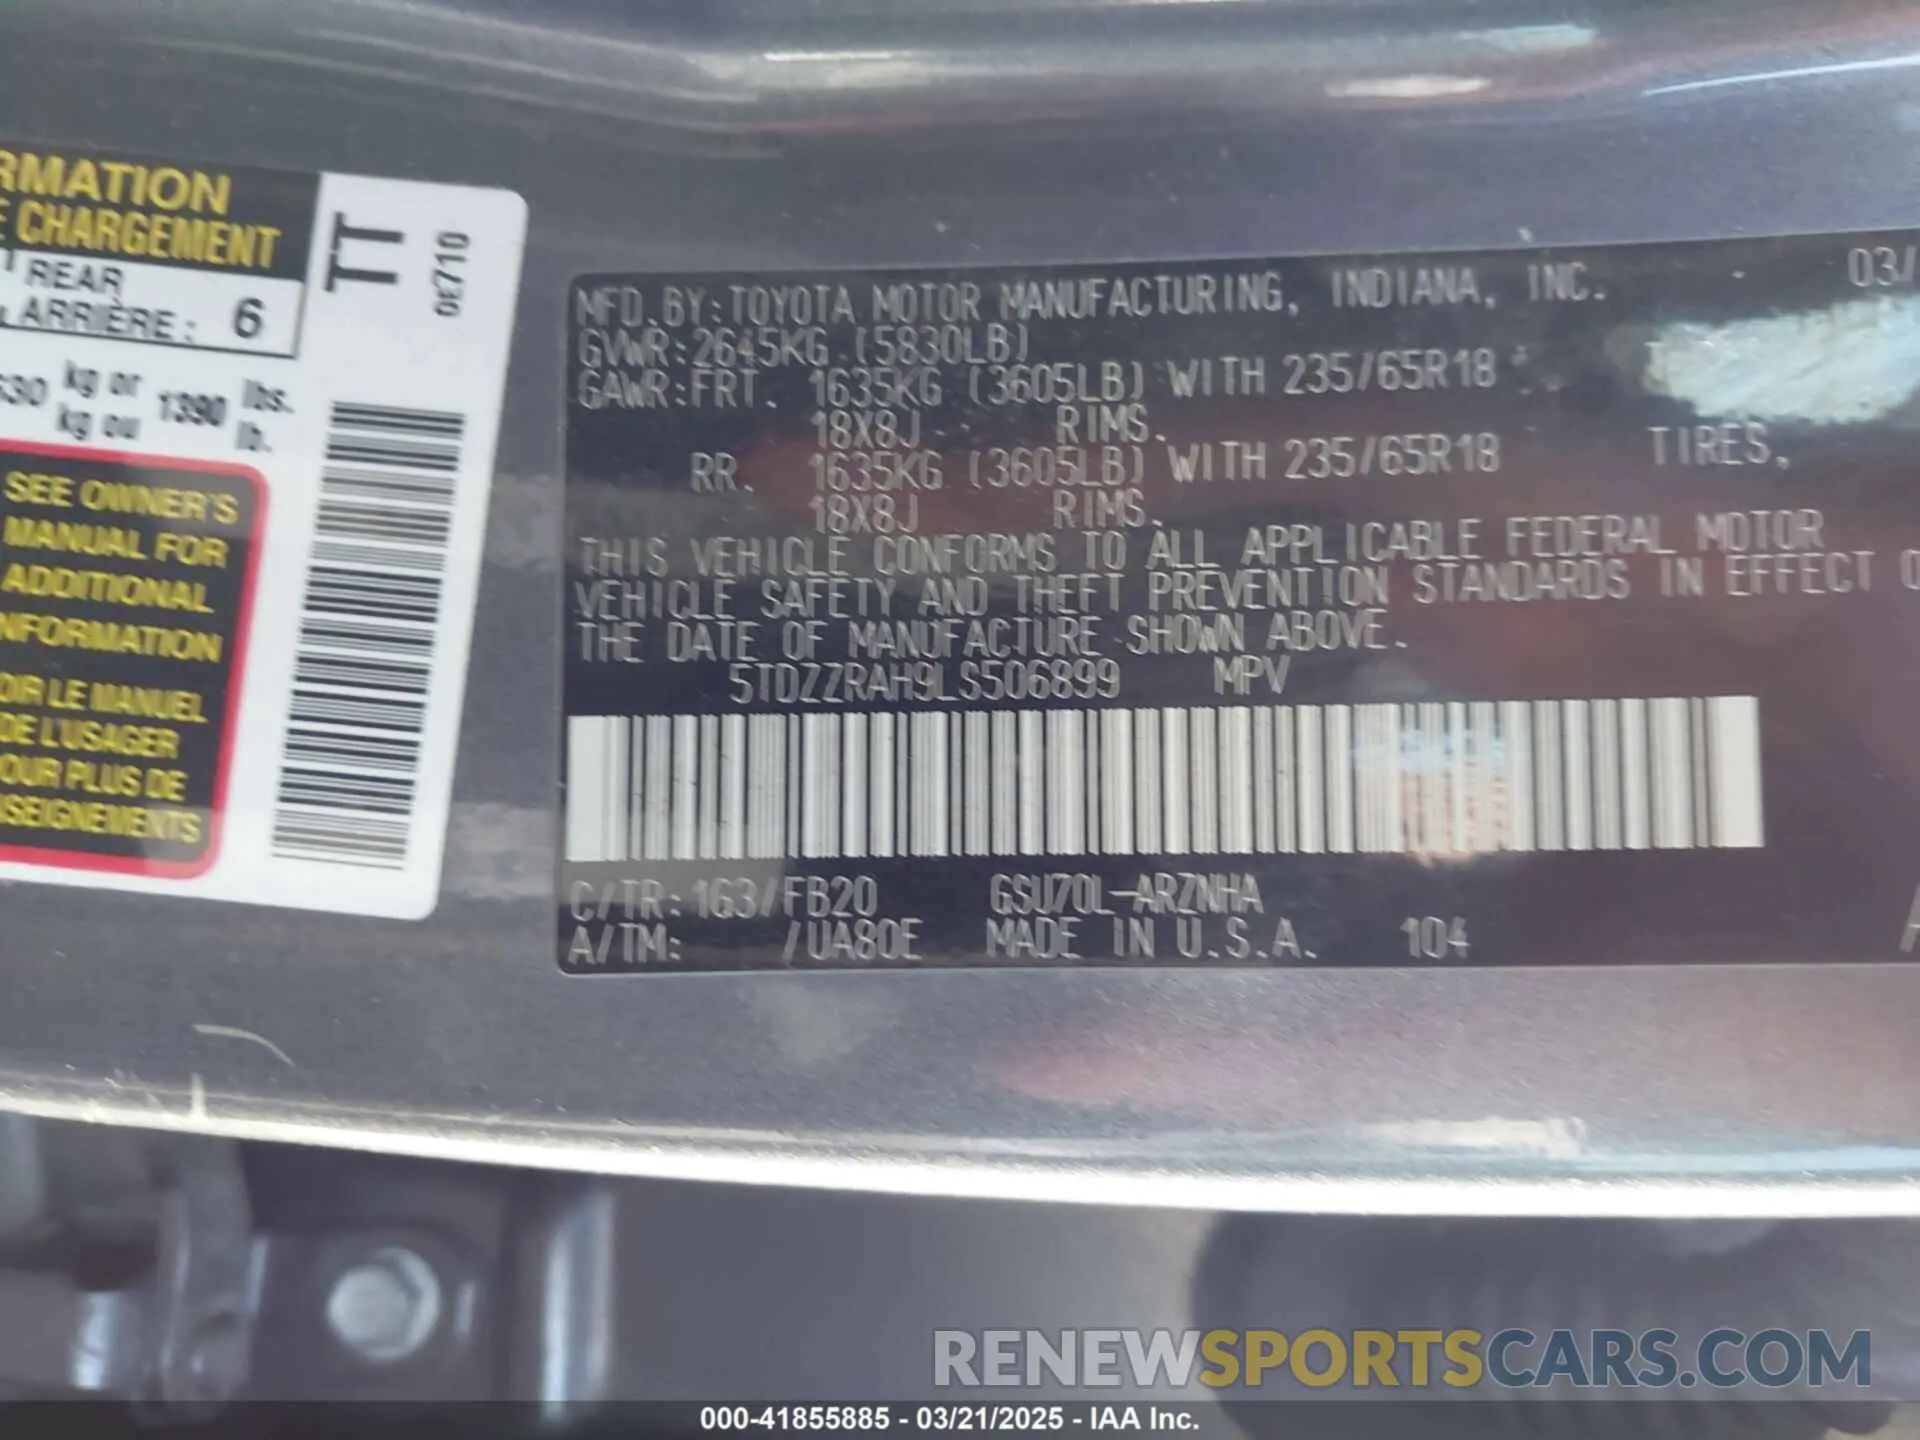 RMATION
E CHARGEMENT
REAR
ARRIÈRE : 6
630 kg or 1390 lbs.
kg ou lb.
TT
0E710
SEE OWNER'S
MANUAL FOR
ADDITIONAL
NFORMATION
OIR LE MANUEL
DE L'USAGER
OUR PLUS DE
NSEIGNEMENTS
MFD. BY: TOYOTA MOTOR MANUFACTURING, INDIANA, INC. 03/
GVWR: 2645KG (5830LB)
GAWR: FRT. 1635KG (3605LB) WITH 235/65R18
18X8J RIMS.
RR. 1635KG (3605LB) WITH 235/65R18 TIRES,
18X8J RIMS.
THIS VEHICLE CONFORMS TO ALL APPLICABLE FEDERAL MOTOR
VEHICLE SAFETY AND THEFT PREVENTION STANDARDS IN EFFECT O
THE DATE OF MANUFACTURE SHOWN ABOVE.
5TDZZRAH9LS506899 MPV
C/TR: 1G3/FB20 GSU70L-ARZNHA
A/TM: /UA80E MADE IN U.S.A. 104
RENEWSPORTSCARS.COM
000-41855885 - 03/21/2025 - IAA Inc.